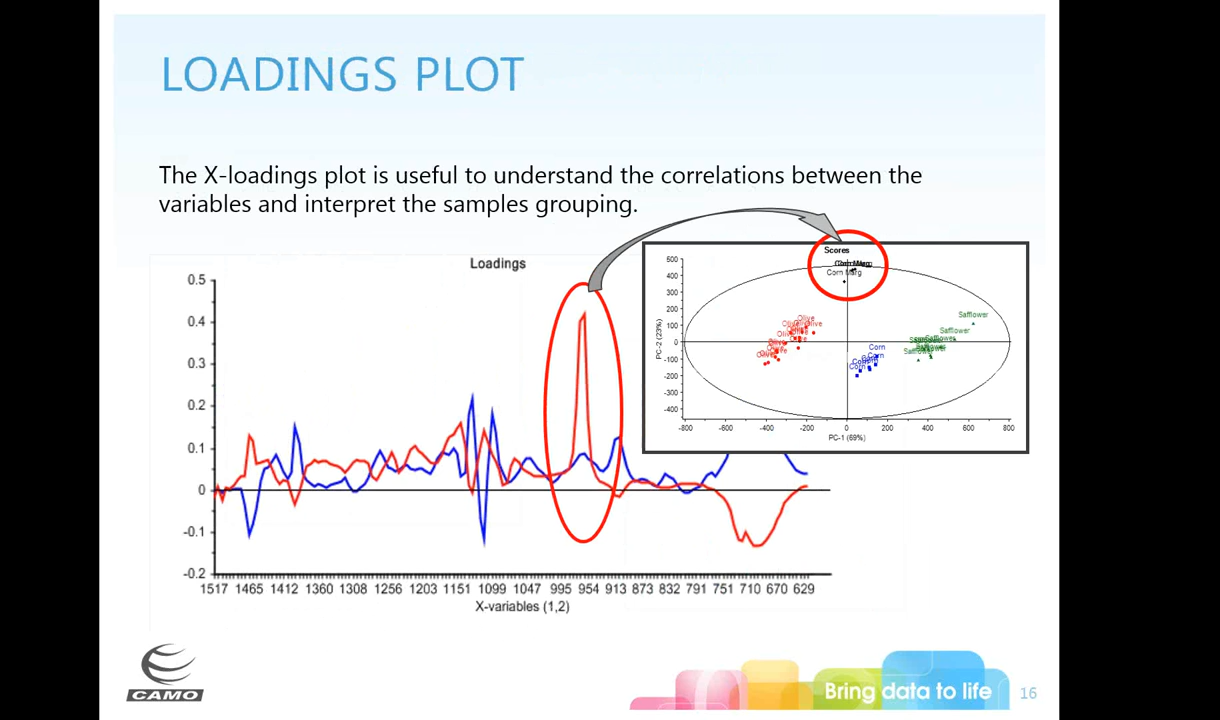 LOADINGS PLOT
The X-loadings plot is useful to understand the correlations between the
variables and interpret the samples grouping.
Loadings
0.5
0.4
0.3
0.2
0.1
0
-0.1
-0.2
1517 1465 1412 1360 1308 1256 1203 1151 1099 1047 995 954 913 873 832 791 751 710 670 629
X-variables (1,2)
Scores
500
400
300
200
100
0
-100
-200
-300
-400
PC-2 (23%)
-800 -600 -400 -200 0 200 400 600 800
PC-1 (69%)
Corn Marg
Olive
Olive
Olive
Corn
Corn
Safflower
Safflower
Safflower
Safflower
CAMO
Bring data to life
16